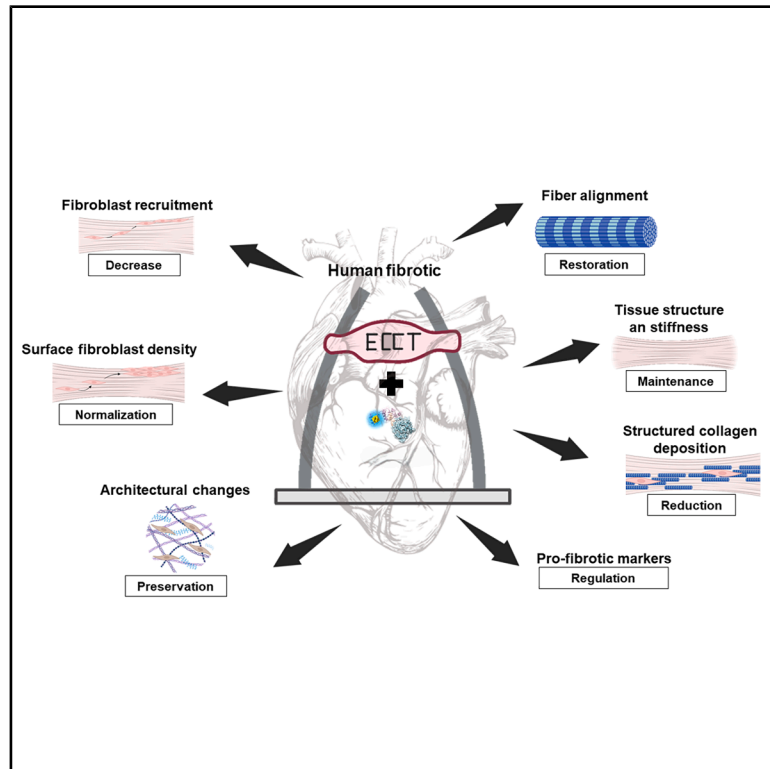 Fibroblast recruitment
Decrease
Surface fibroblast density
Normalization
Architectural changes
Preservation
Human fibrotic
ECCT
Fiber alignment
Restoration
Tissue structure
an stiffness
Maintenance
Structured collagen
deposition
Reduction
Pro-fibrotic markers
Regulation